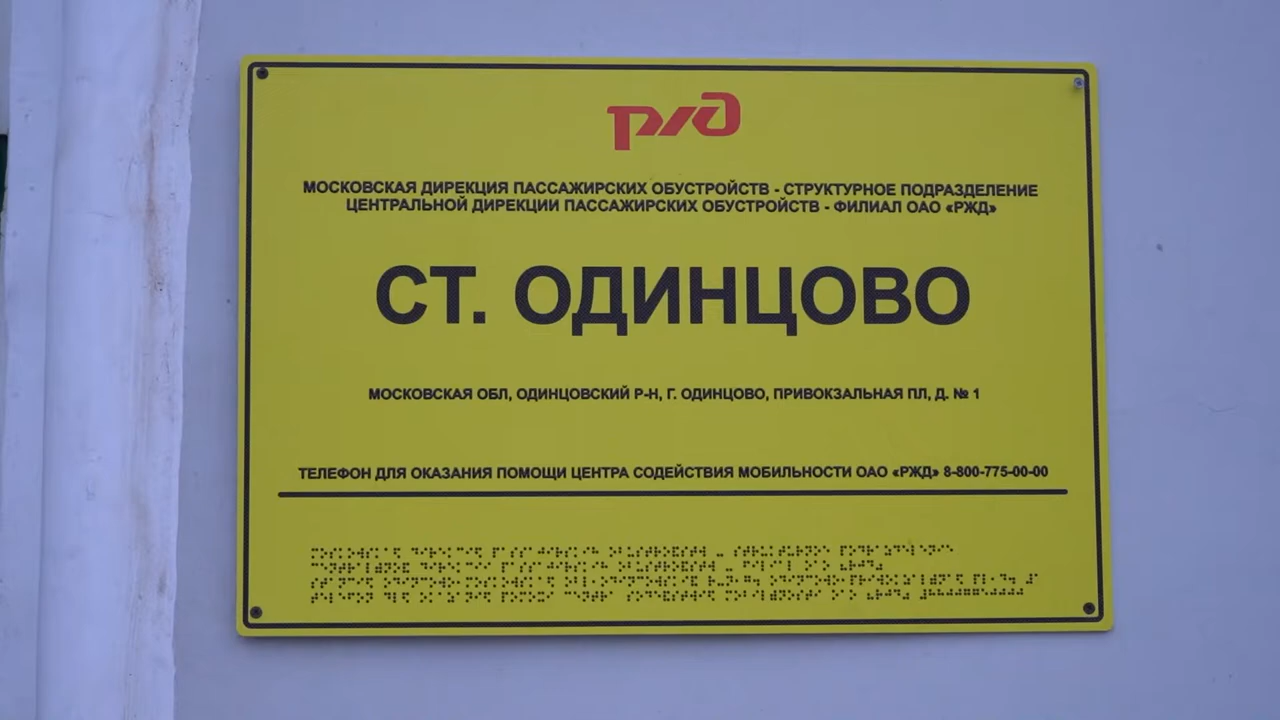 РЖД
МОСКОВСКАЯ ДИРЕКЦИЯ ПАССАЖИРСКИХ ОБУСТРОЙСТВ - СТРУКТУРНОЕ ПОДРАЗДЕЛЕНИЕ
ЦЕНТРАЛЬНОЙ ДИРЕКЦИИ ПАССАЖИРСКИХ ОБУСТРОЙСТВ - ФИЛИАЛ ОАО «РЖД»
СТ. ОДИНЦОВО
МОСКОВСКАЯ ОБЛ, ОДИНЦОВСКИЙ Р-Н, Г. ОДИНЦОВО, ПРИВОКЗАЛЬНАЯ ПЛ, Д. № 1
ТЕЛЕФОН ДЛЯ ОКАЗАНИЯ ПОМОЩИ ЦЕНТРА СОДЕЙСТВИЯ МОБИЛЬНОСТИ ОАО «РЖД» 8-800-775-00-00